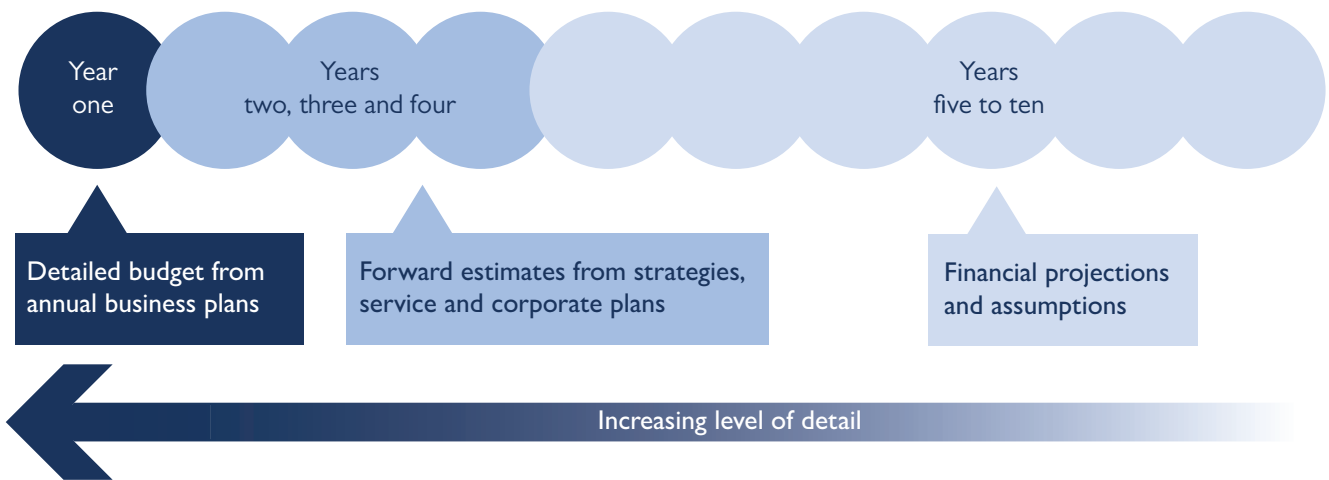 Year
one
Years
two, three and four
Years
five to ten
Detailed budget from
annual business plans
Forward estimates from strategies,
service and corporate plans
Financial projections
and assumptions
Increasing level of detail